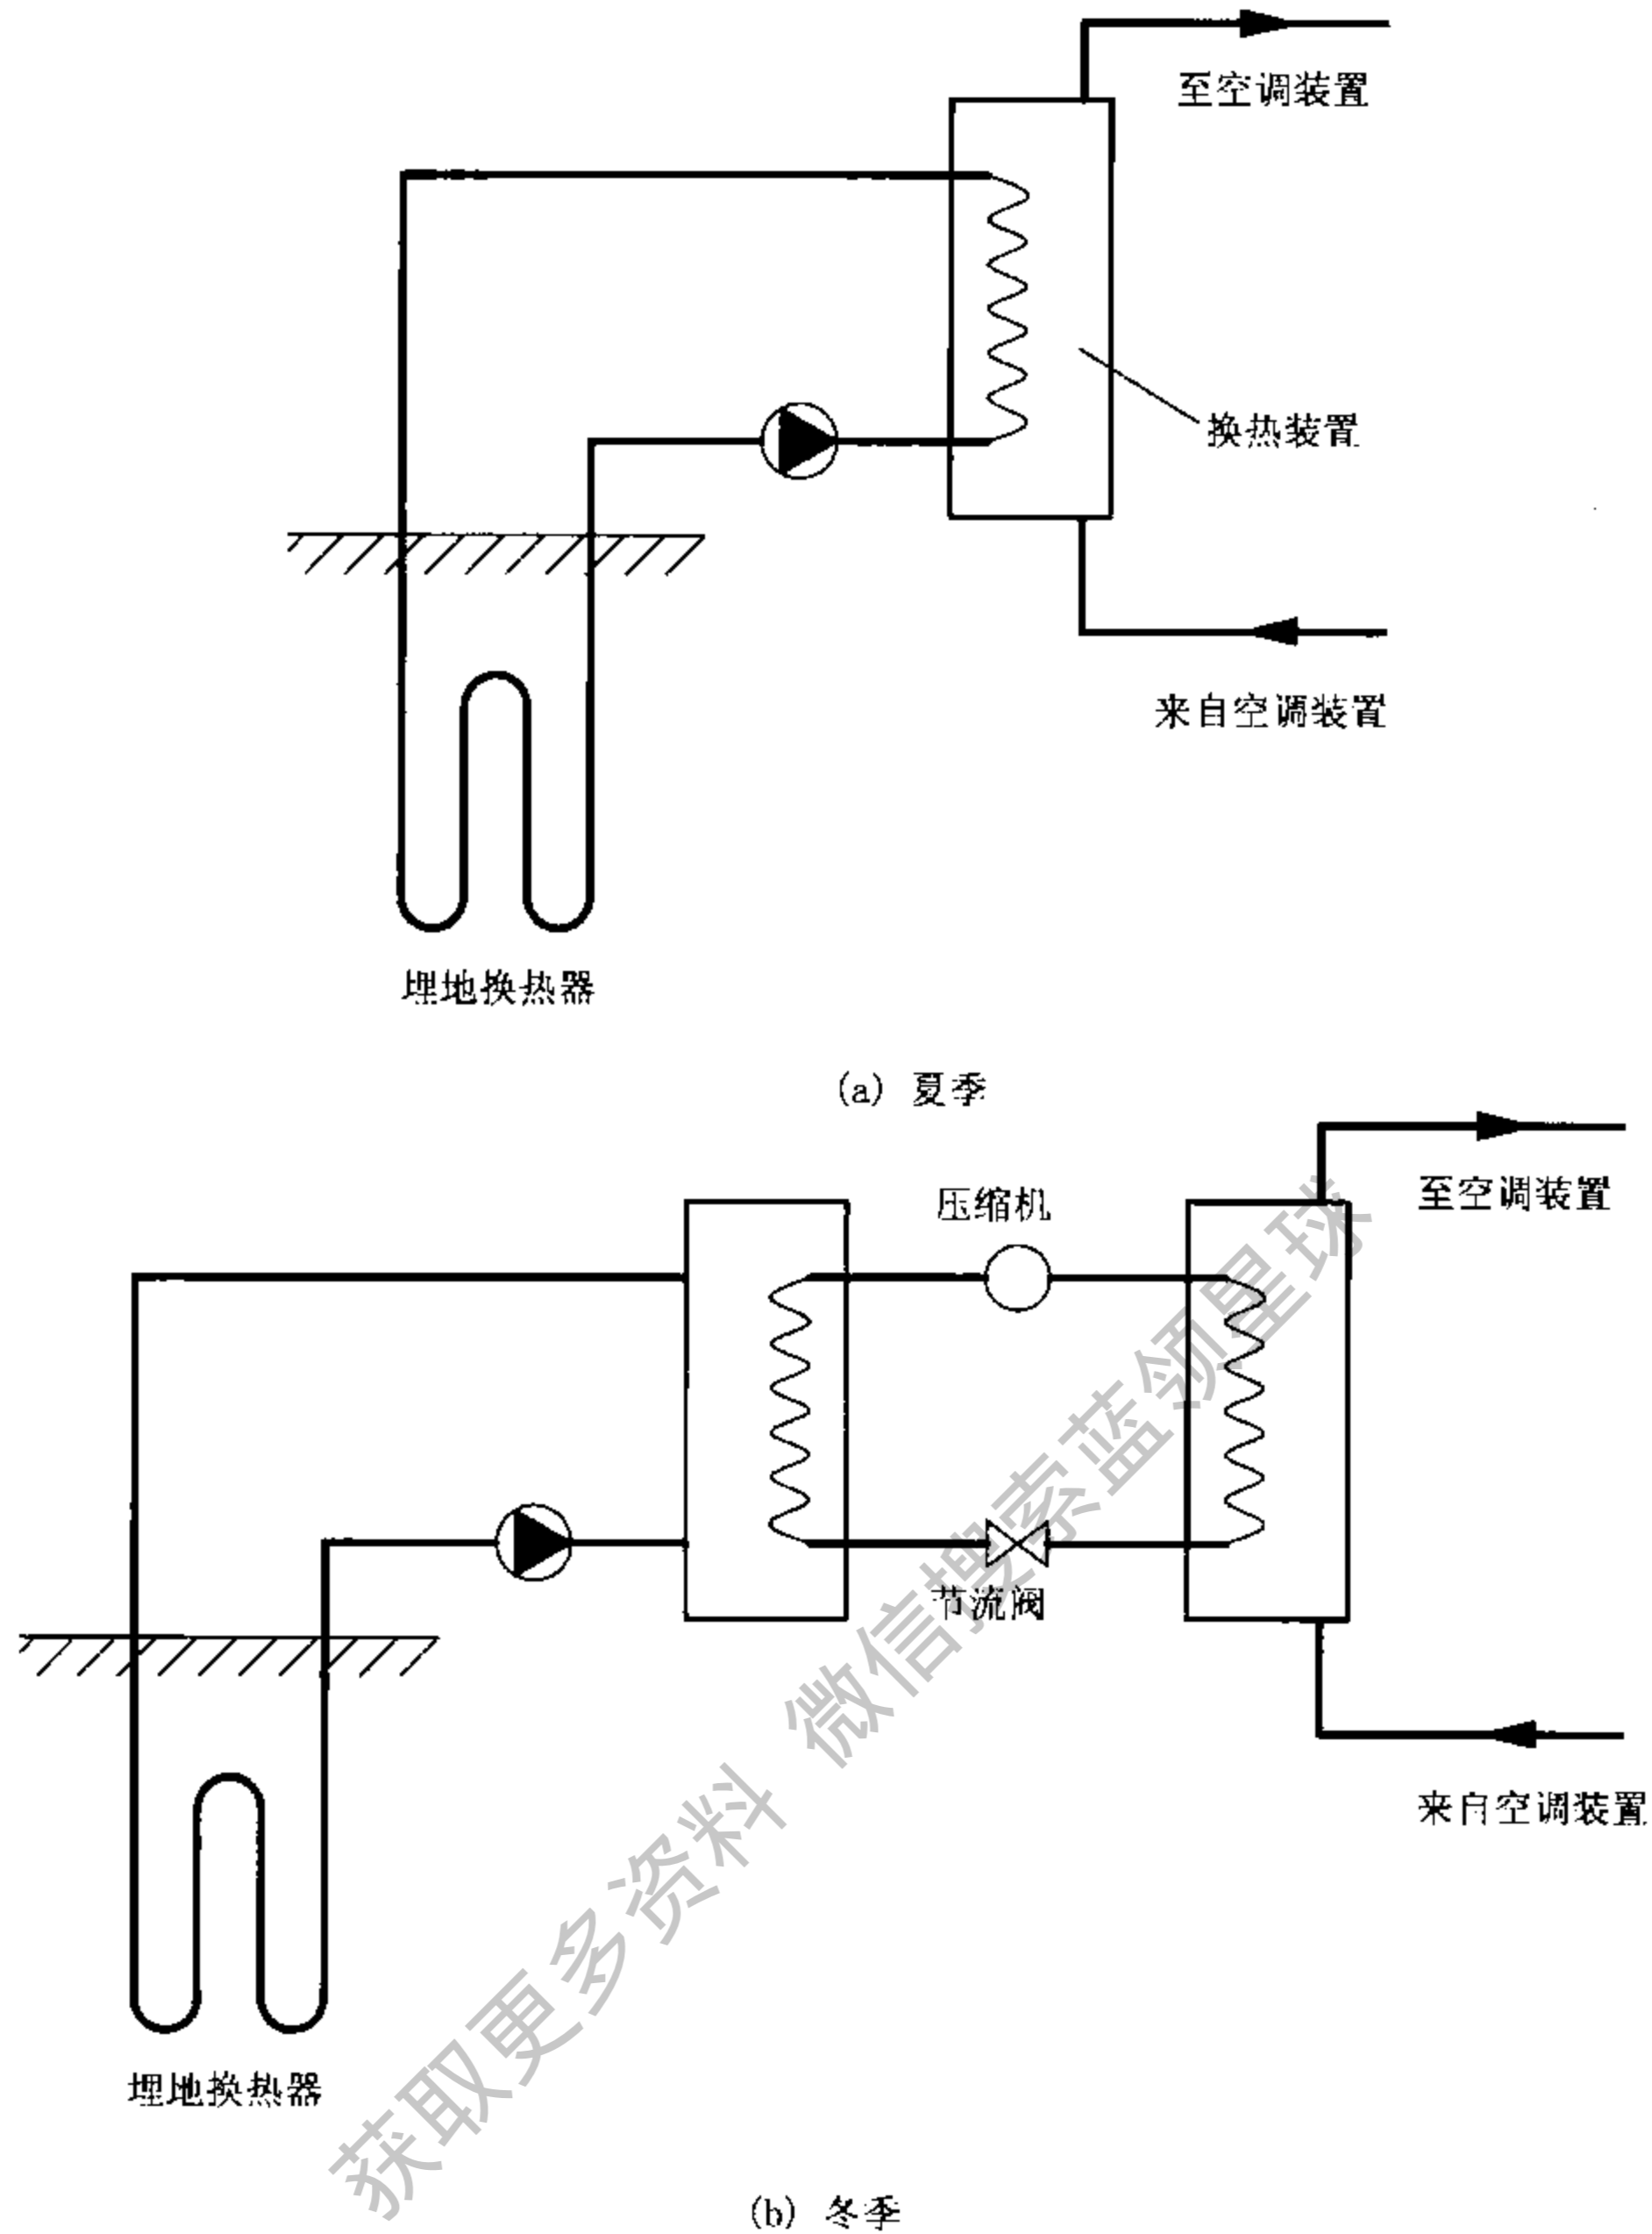 至空调装置
换热装置
来自空调装置
埋地换热器
(a) 夏季
至空调装置
压缩机
节流阀
来自空调装置
埋地换热器
(b) 冬季
获取更多资料 微信搜索蓝领星球